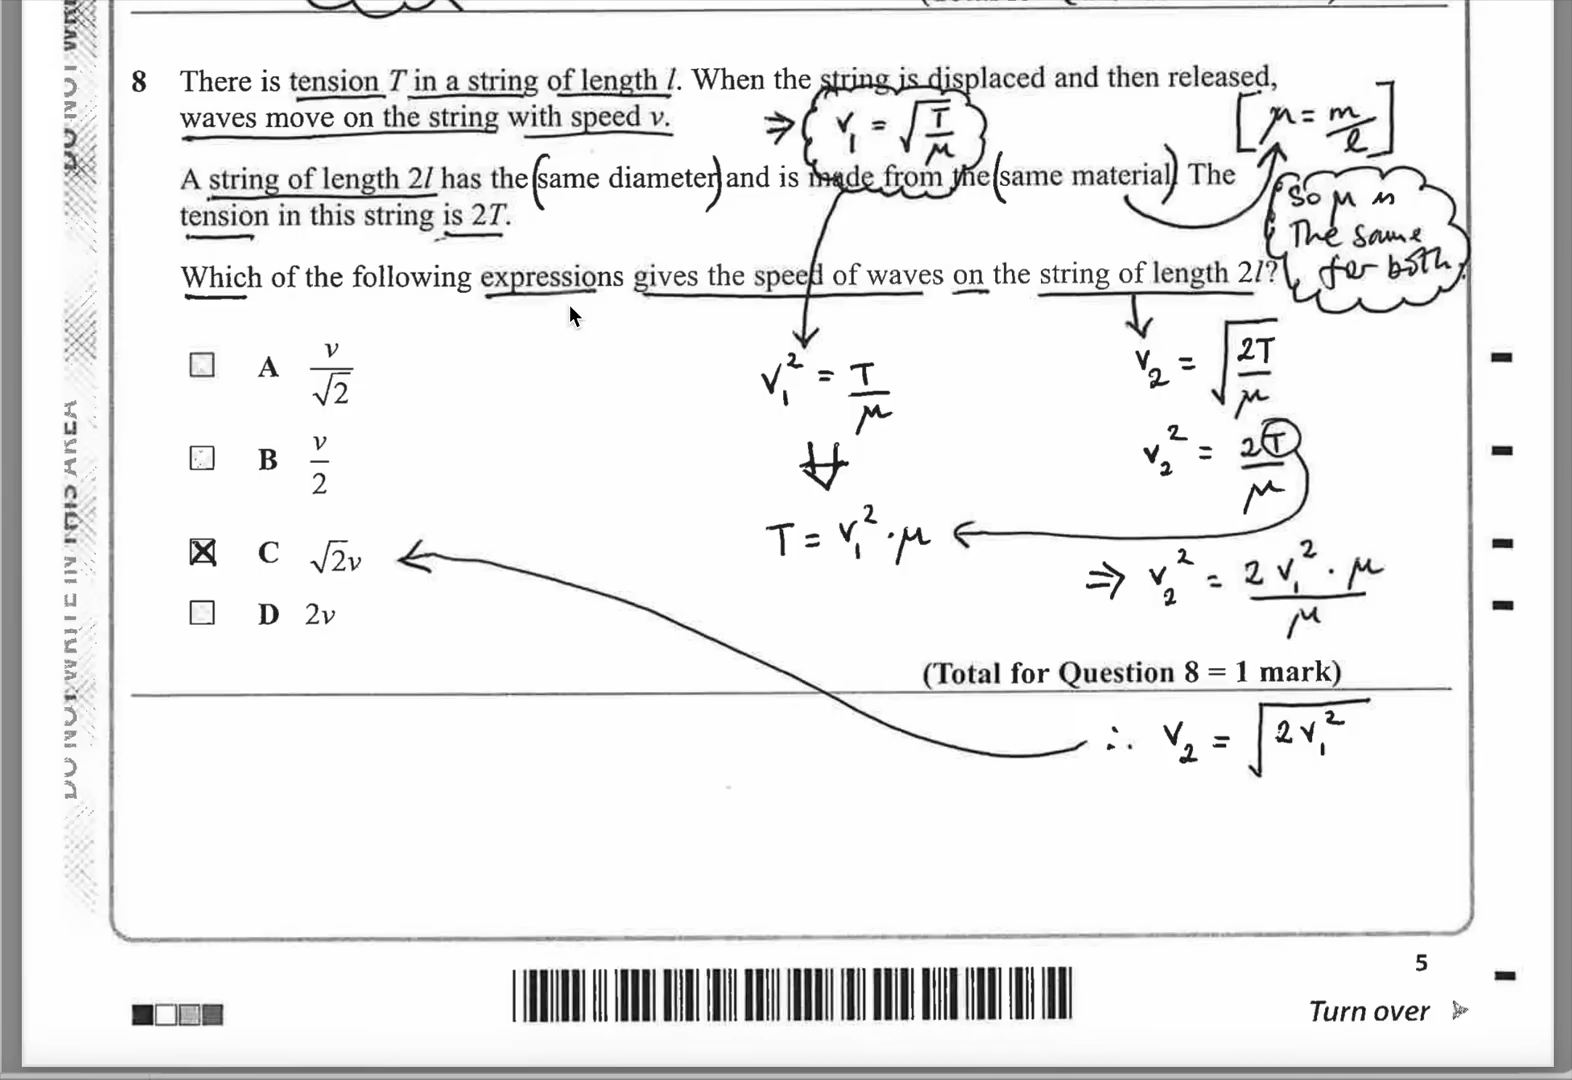 8 There is tension T in a string of length l. When the string is displaced and then released,
waves move on the string with speed v.
⇒ v₁ = √(T/μ)
[μ = m/l]
A string of length 2l has the (same diameter) and is made from the (same material). The
tension in this string is 2T.
So μ is
The same
for both.
Which of the following expressions gives the speed of waves on the string of length 2l?
A v/√2
B v/2
C √2v
D 2v
v₁² = T/μ
⇓
T = v₁² · μ
v₂ = √(2T/μ)
v₂² = 2T/μ
⇒ v₂² = 2v₁² · μ/μ
(Total for Question 8 = 1 mark)
∴ v₂ = √(2v₁²)
5
Turn over